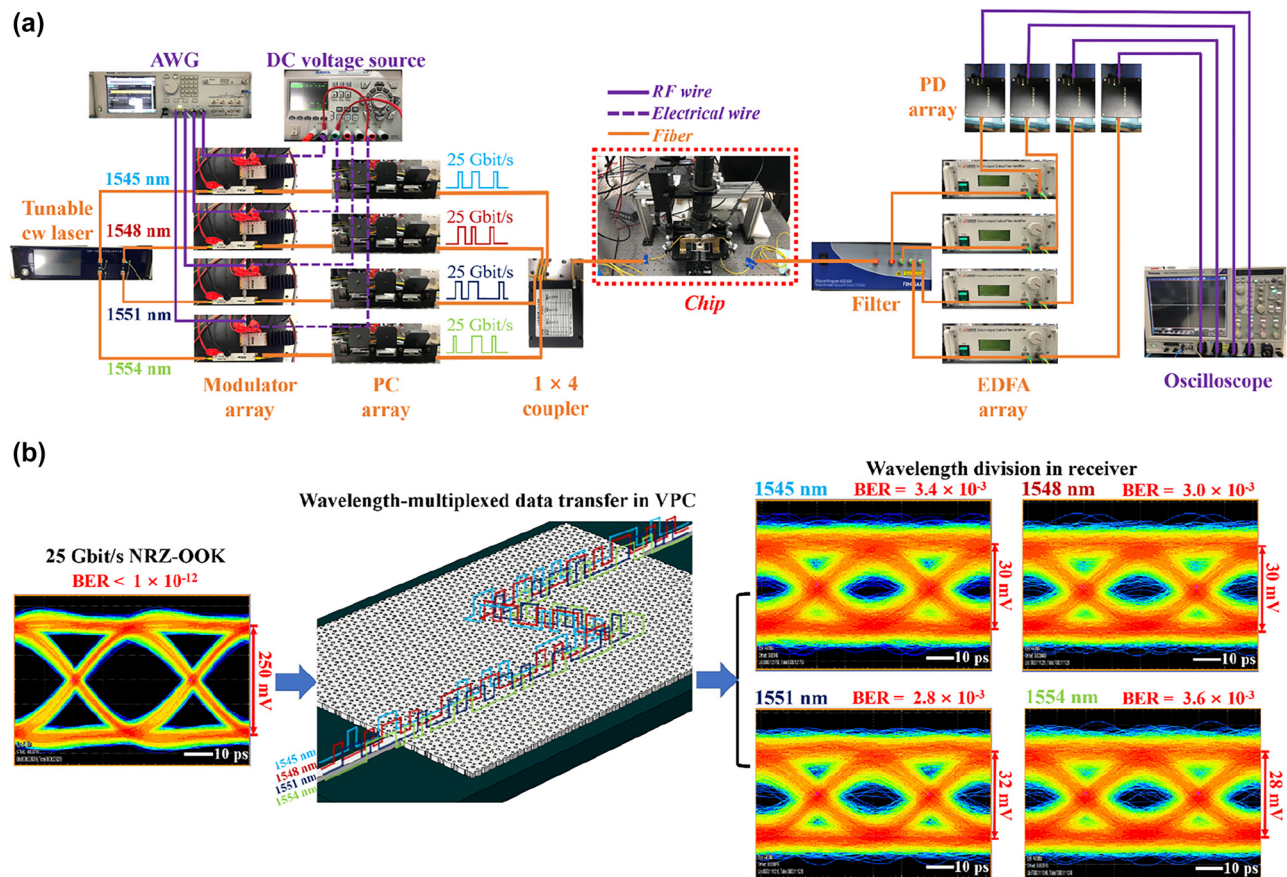 (a)
AWG
DC voltage source
RF wire
Electrical wire
Fiber
PD
array
1545 nm
25 Gbit/s
Tunable
cw laser
1548 nm
25 Gbit/s
1551 nm
25 Gbit/s
Chip
Filter
1554 nm
25 Gbit/s
Modulator
array
PC
array
1 × 4
coupler
EDFA
array
Oscilloscope
(b)
Wavelength division in receiver
Wavelength-multiplexed data transfer in VPC
25 Gbit/s NRZ-OOK
BER < 1 × 10⁻¹²
250 mV
10 ps
1545 nm
1548 nm
1551 nm
1554 nm
1545 nm
BER = 3.4 × 10⁻³
30 mV
10 ps
1548 nm
BER = 3.0 × 10⁻³
30 mV
10 ps
1551 nm
BER = 2.8 × 10⁻³
32 mV
10 ps
1554 nm
BER = 3.6 × 10⁻³
28 mV
10 ps